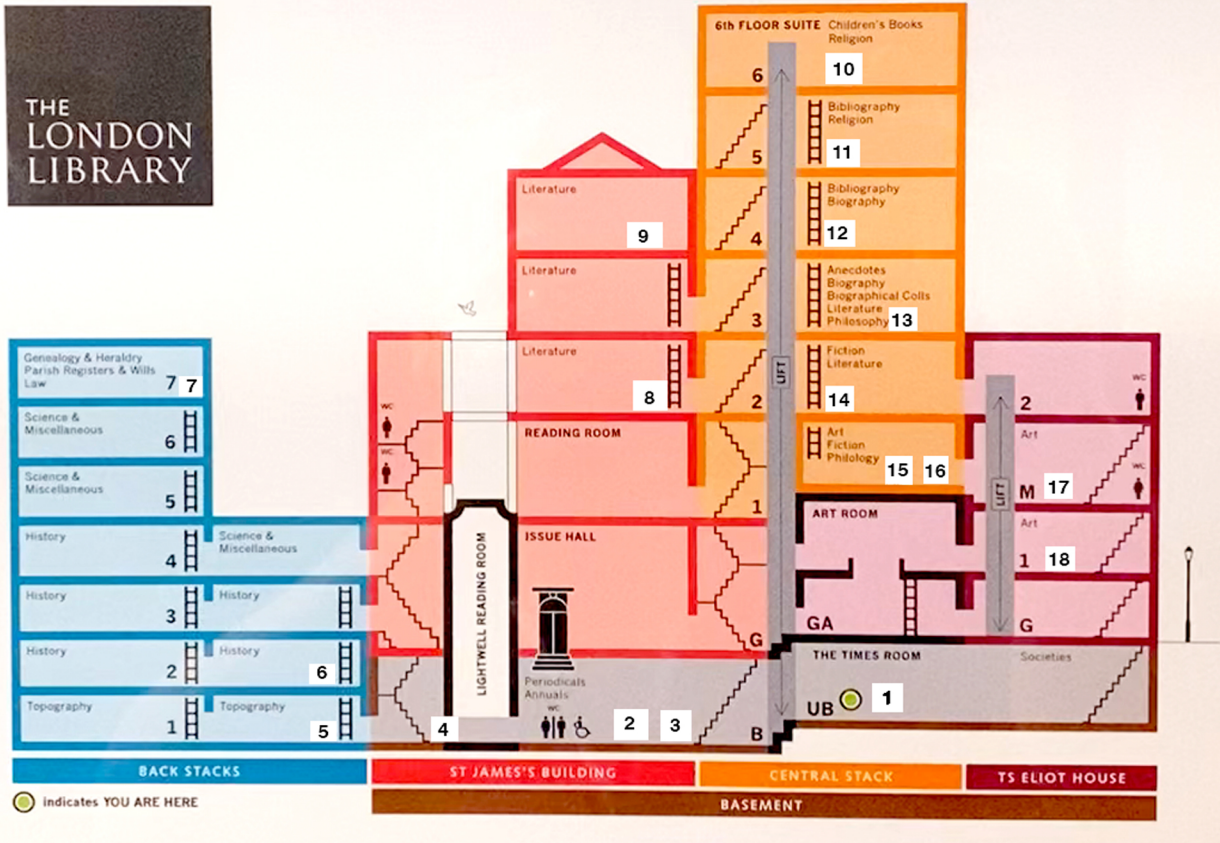 THE
LONDON
LIBRARY
6th FLOOR SUITE
Children's Books
Religion
6
10
Bibliography
Religion
5
11
Bibliography
Biography
4
12
Literature
9
Literature
Anecdotes
Biography
Biographical Colls
Literature
Philosophy
3
13
Literature
8
Fiction
Literature
2
14
LIFT
READING ROOM
1
Art
Fiction
Philology
15
16
WC
WC
2
WC
Art
M
17
WC
LIFT
ART ROOM
Art
1
18
GA
G
Genealogy & Heraldry
Parish Registers & Wills
Law
7
7
Science &
Miscellaneous
6
Science &
Miscellaneous
5
History
4
Science &
Miscellaneous
History
3
History
History
2
History
6
Topography
1
Topography
5
LIGHTWELL READING ROOM
ISSUE HALL
G
Periodicals
Annuals
WC
4
2
3
B
THE TIMES ROOM
Societies
UB
1
BACK STACKS
ST JAMES'S BUILDING
CENTRAL STACK
TS ELIOT HOUSE
BASEMENT
indicates YOU ARE HERE